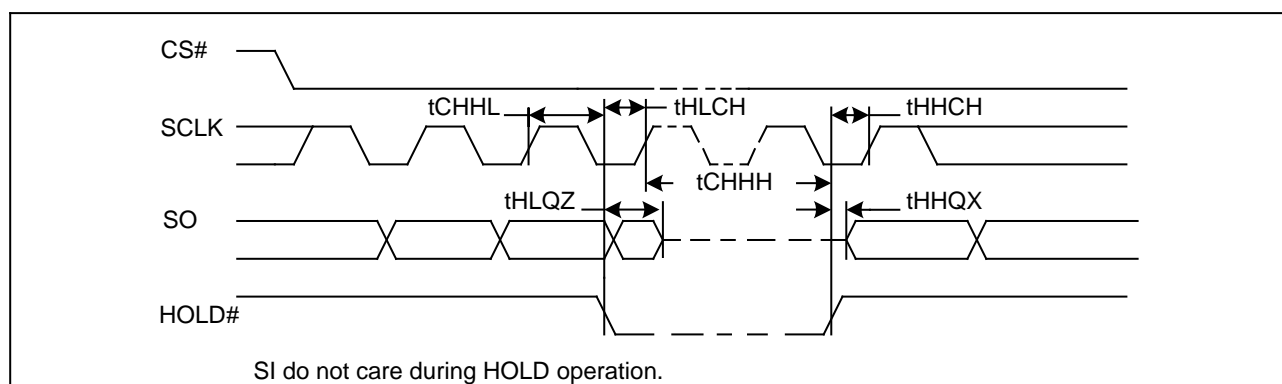 CS#
tCHHL
tHLCH
tHHCH
SCLK
tCHHH
tHLQZ
tHHQX
SO
HOLD#
SI do not care during HOLD operation.